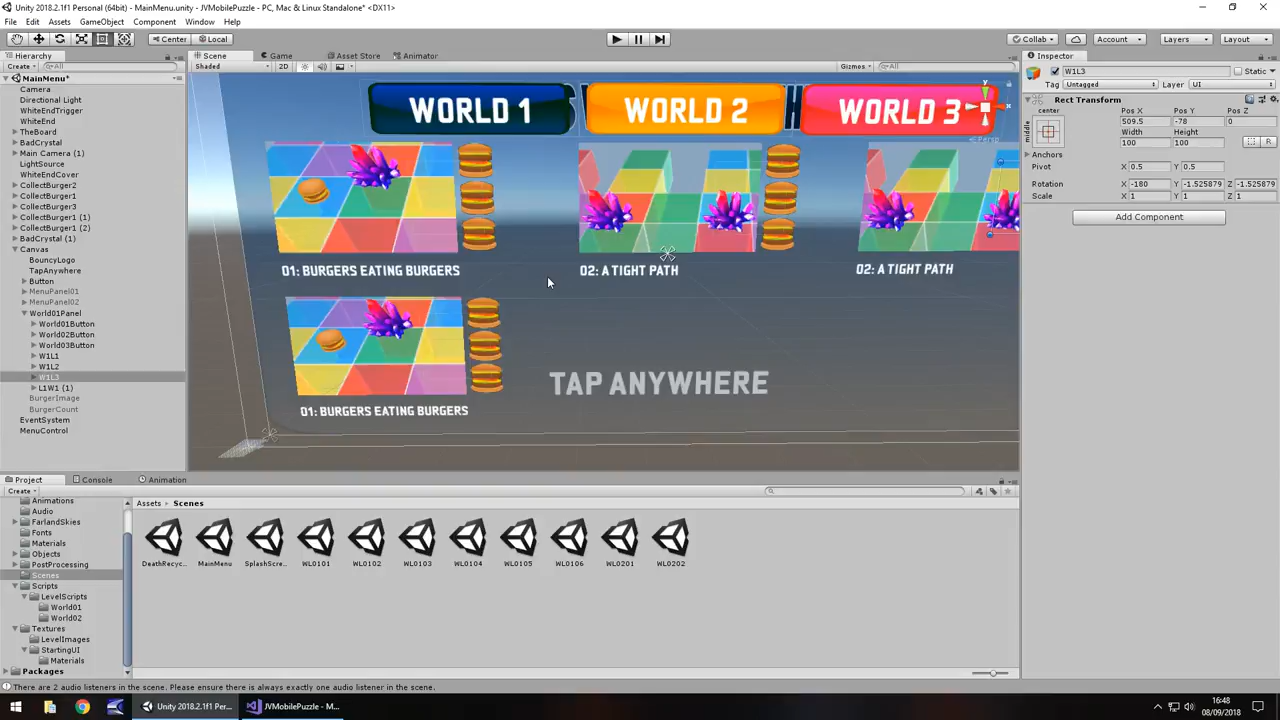 Unity 2018.2.1f1 Personal (64bit) - MainMenu.unity - JVMobilePuzzle - PC, Mac & Linux Standalone* <DX11>
File Edit Assets GameObject Component Window Help
Center Local
Collab Account Layers Layout
Hierarchy
Create All
MainMenu*
Camera
Directional Light
WhiteEndTrigger
WhiteEnd
TheBoard
BadCrystal
Main Camera (1)
LightSource
WhiteEndCover
CollectBurger2
CollectBurger1
CollectBurger3
CollectBurger1 (1)
CollectBurger1 (2)
BadCrystal (1)
Canvas
BouncyLogo
TapAnywhere
Button
MenuPanel01
MenuPanel02
World01Panel
World01Button
World02Button
World03Button
W1L1
W1L2
W1L3
L1W1 (1)
BurgerImage
BurgerCount
EventSystem
MenuControl
Scene Game Asset Store Animator
Shaded 2D Gizmos All
WORLD 1
WORLD 2
WORLD 3
y
Persp
01: BURGERS EATING BURGERS
02: A TIGHT PATH
02: A TIGHT PATH
01: BURGERS EATING BURGERS
TAP ANYWHERE
Inspector
W1L3 Static
Tag Untagged Layer UI
Rect Transform
center
middle
Pos X Pos Y Pos Z
509.5 -78 0
Width Height
100 100
R
Anchors
Pivot X 0.5 Y 0.5
Rotation X -180 Y -1.525879 Z -1.525879
Scale X 1 Y 1 Z 1
Add Component
Project Console Animation
Create
Animations
Audio
FarlandSkies
Fonts
Materials
Objects
PostProcessing
Scenes
Scripts
LevelScripts
World01
World02
Textures
LevelImages
StartingUI
Materials
Packages
Assets Scenes
DeathRecyc... MainMenu SplashScre... WL0101 WL0102 WL0103 WL0104 WL0105 WL0106 WL0201 WL0202
There are 2 audio listeners in the scene. Please ensure there is always exactly one audio listener in the scene.
Unity 2018.2.1f1 Per...
JVMobilePuzzle - M...
16:48
08/09/2018